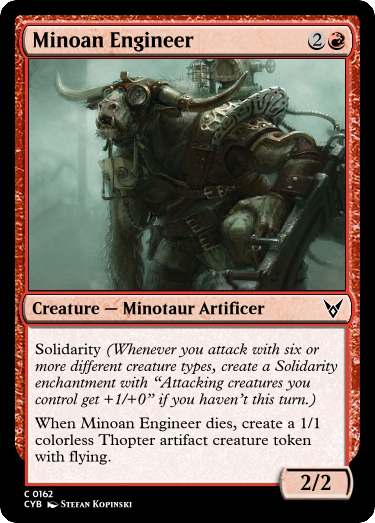 Minoan Engineer 2
Creature — Minotaur Artificer
Solidarity (Whenever you attack with six or
more different creature types, create a Solidarity
enchantment with “Attacking creatures you
control get +1/+0” if you haven’t this turn.)
When Minoan Engineer dies, create a 1/1
colorless Thopter artifact creature token
with flying.
2/2
C 0162
CYB Stefan Kopinski